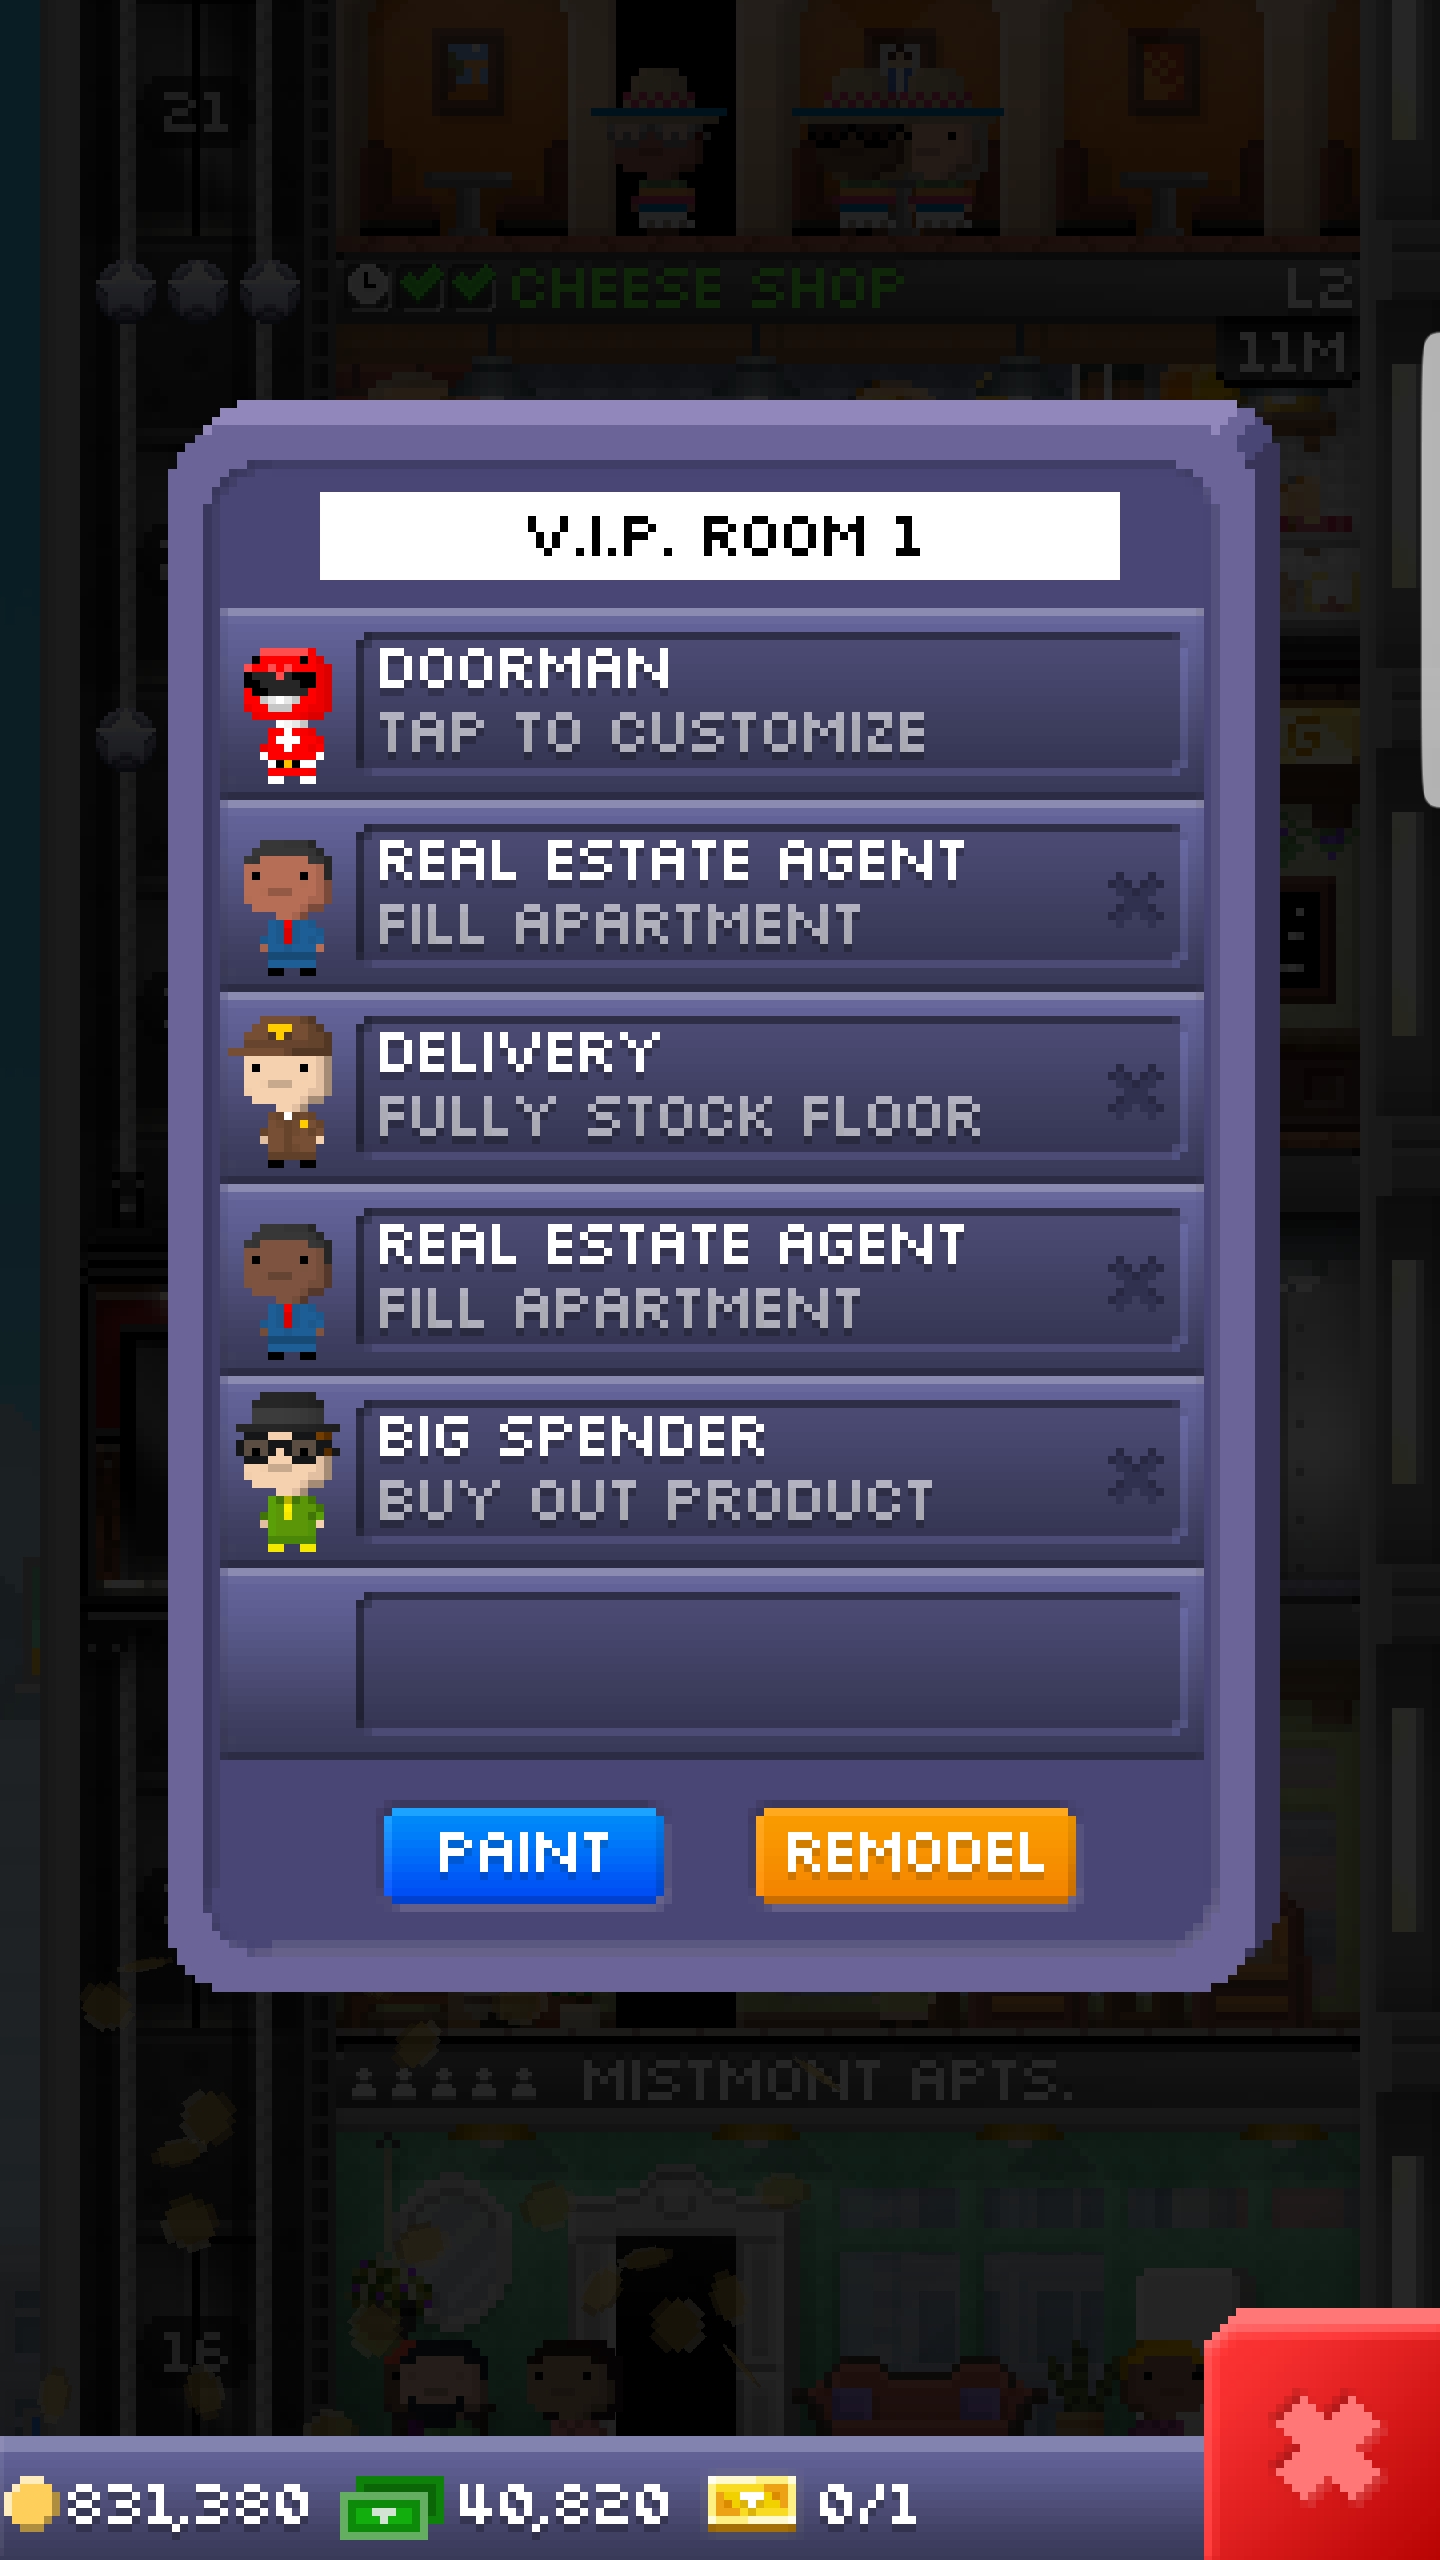 21
CHEESE SHOP
L2
11M
V.I.P. ROOM 1
DOORMAN
TAP TO CUSTOMIZE
REAL ESTATE AGENT
FILL APARTMENT
DELIVERY
FULLY STOCK FLOOR
REAL ESTATE AGENT
FILL APARTMENT
BIG SPENDER
BUY OUT PRODUCT
PAINT
REMODEL
MISTMONT APTS.
16
831,380
40,820
0/1